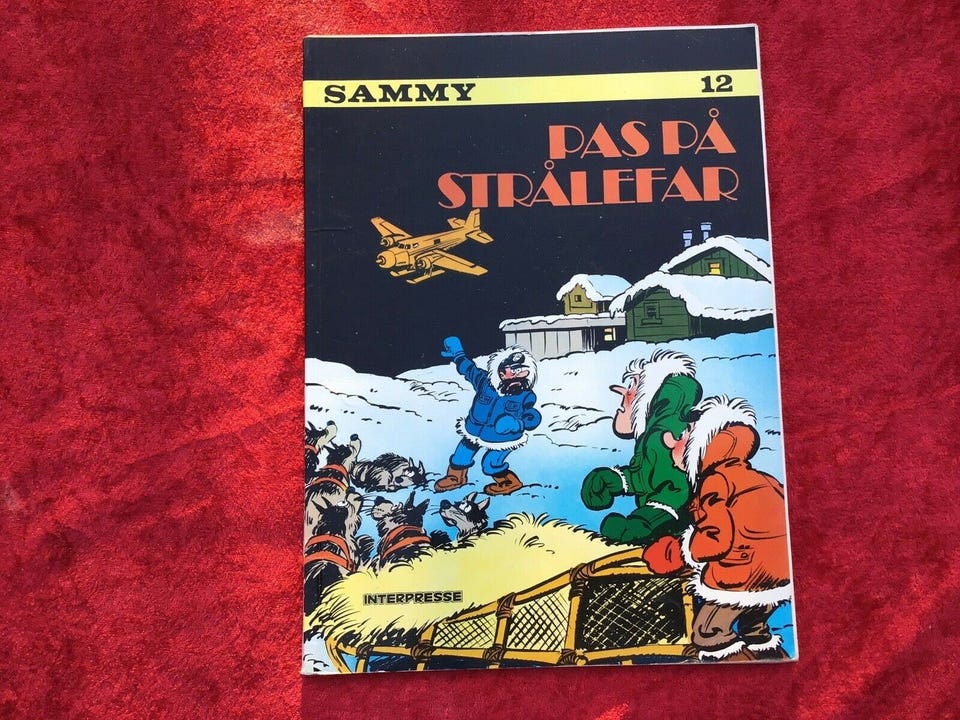 SAMMY 12
PAS PÅ
STRÅLEFAR
INTERPRESSE